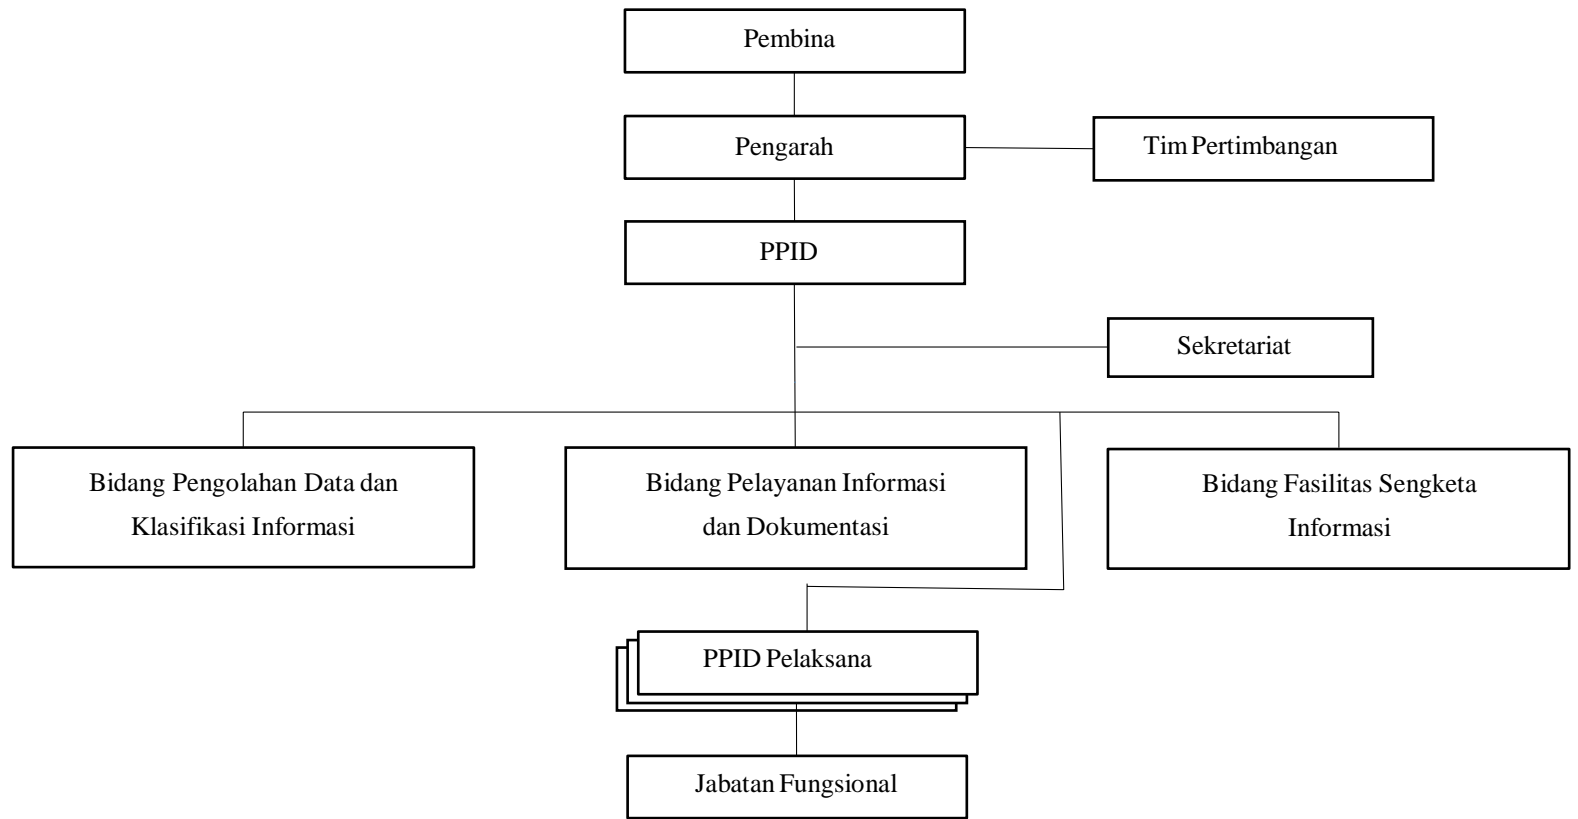 Pembina
Pengarah
Tim Pertimbangan
PPID
Sekretariat
Bidang Pengolahan Data dan
Klasifikasi Informasi
Bidang Pelayanan Informasi
dan Dokumentasi
Bidang Fasilitas Sengketa
Informasi
PPID Pelaksana
Jabatan Fungsional